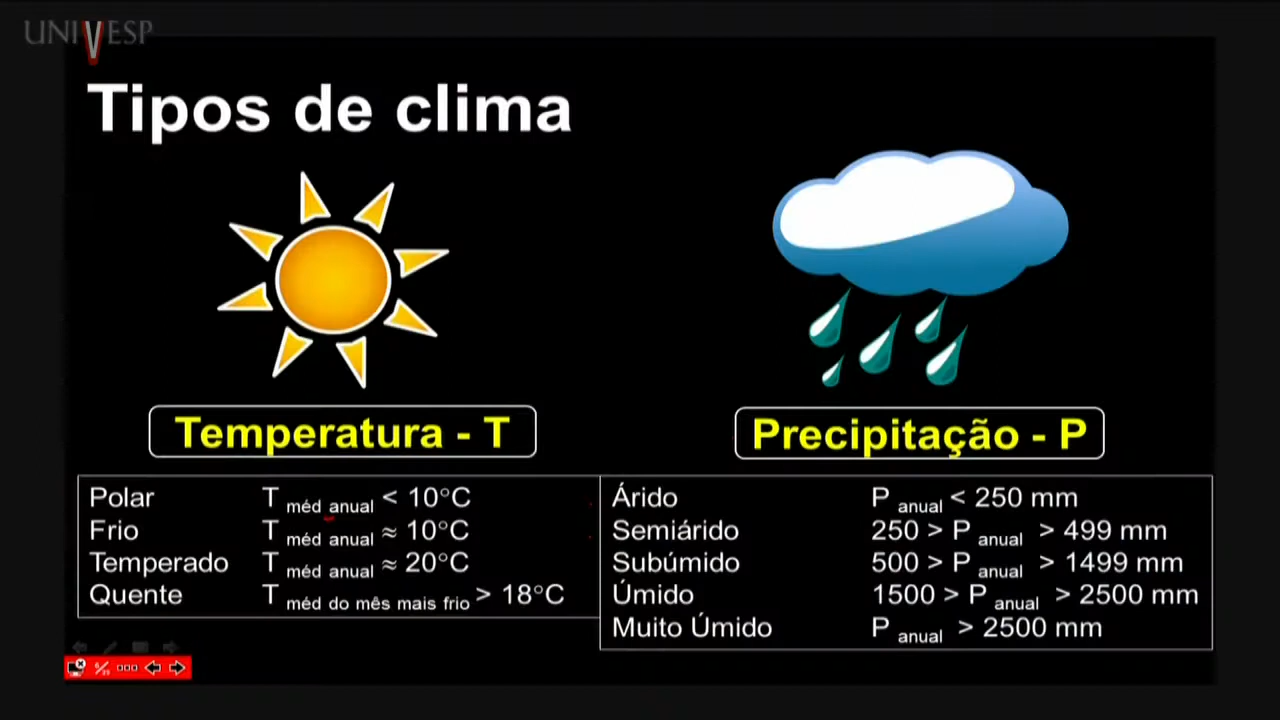 UNIVESP
Tipos de clima
Temperatura - T
Precipitação - P
Polar T méd anual < 10°C
Frio T méd anual ≈ 10°C
Temperado T méd anual ≈ 20°C
Quente T méd do mês mais frio > 18°C
Árido P anual < 250 mm
Semiárido 250 > P anual > 499 mm
Subúmido 500 > P anual > 1499 mm
Úmido 1500 > P anual > 2500 mm
Muito Úmido P anual > 2500 mm